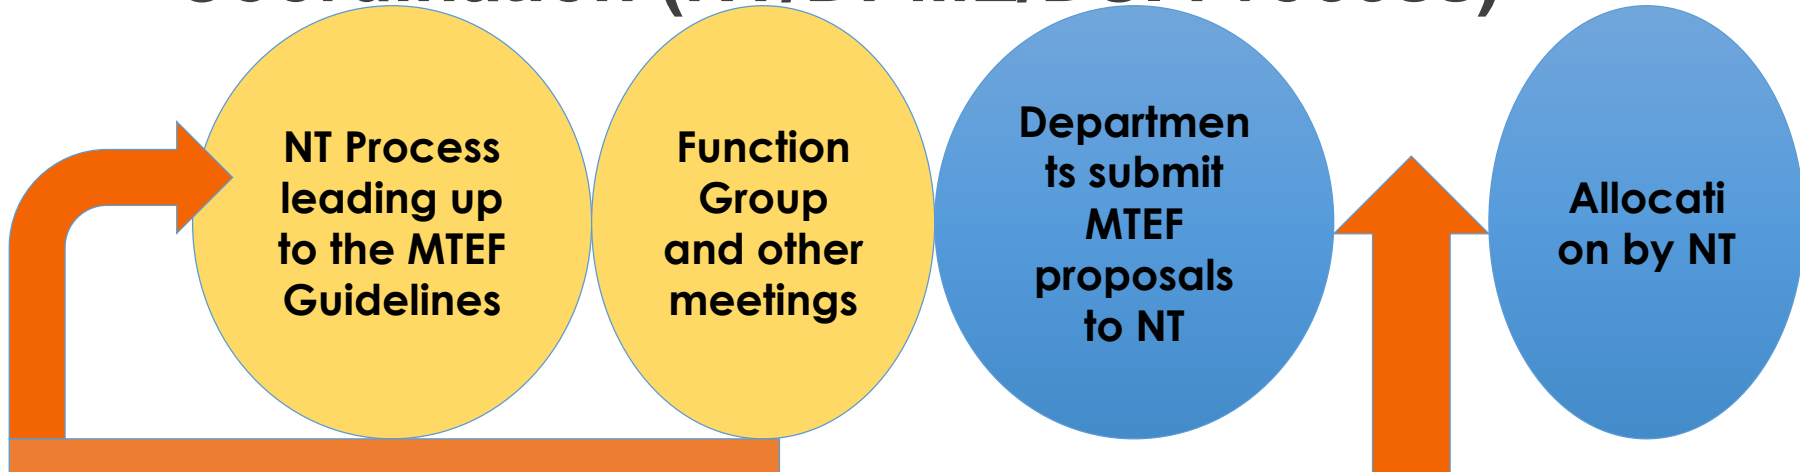 NT Process
leading up
to the MTEF
Guidelines
Function
Group
and other
meetings
Departmen
ts submit
MTEF
proposals
to NT
Allocati
on by NT